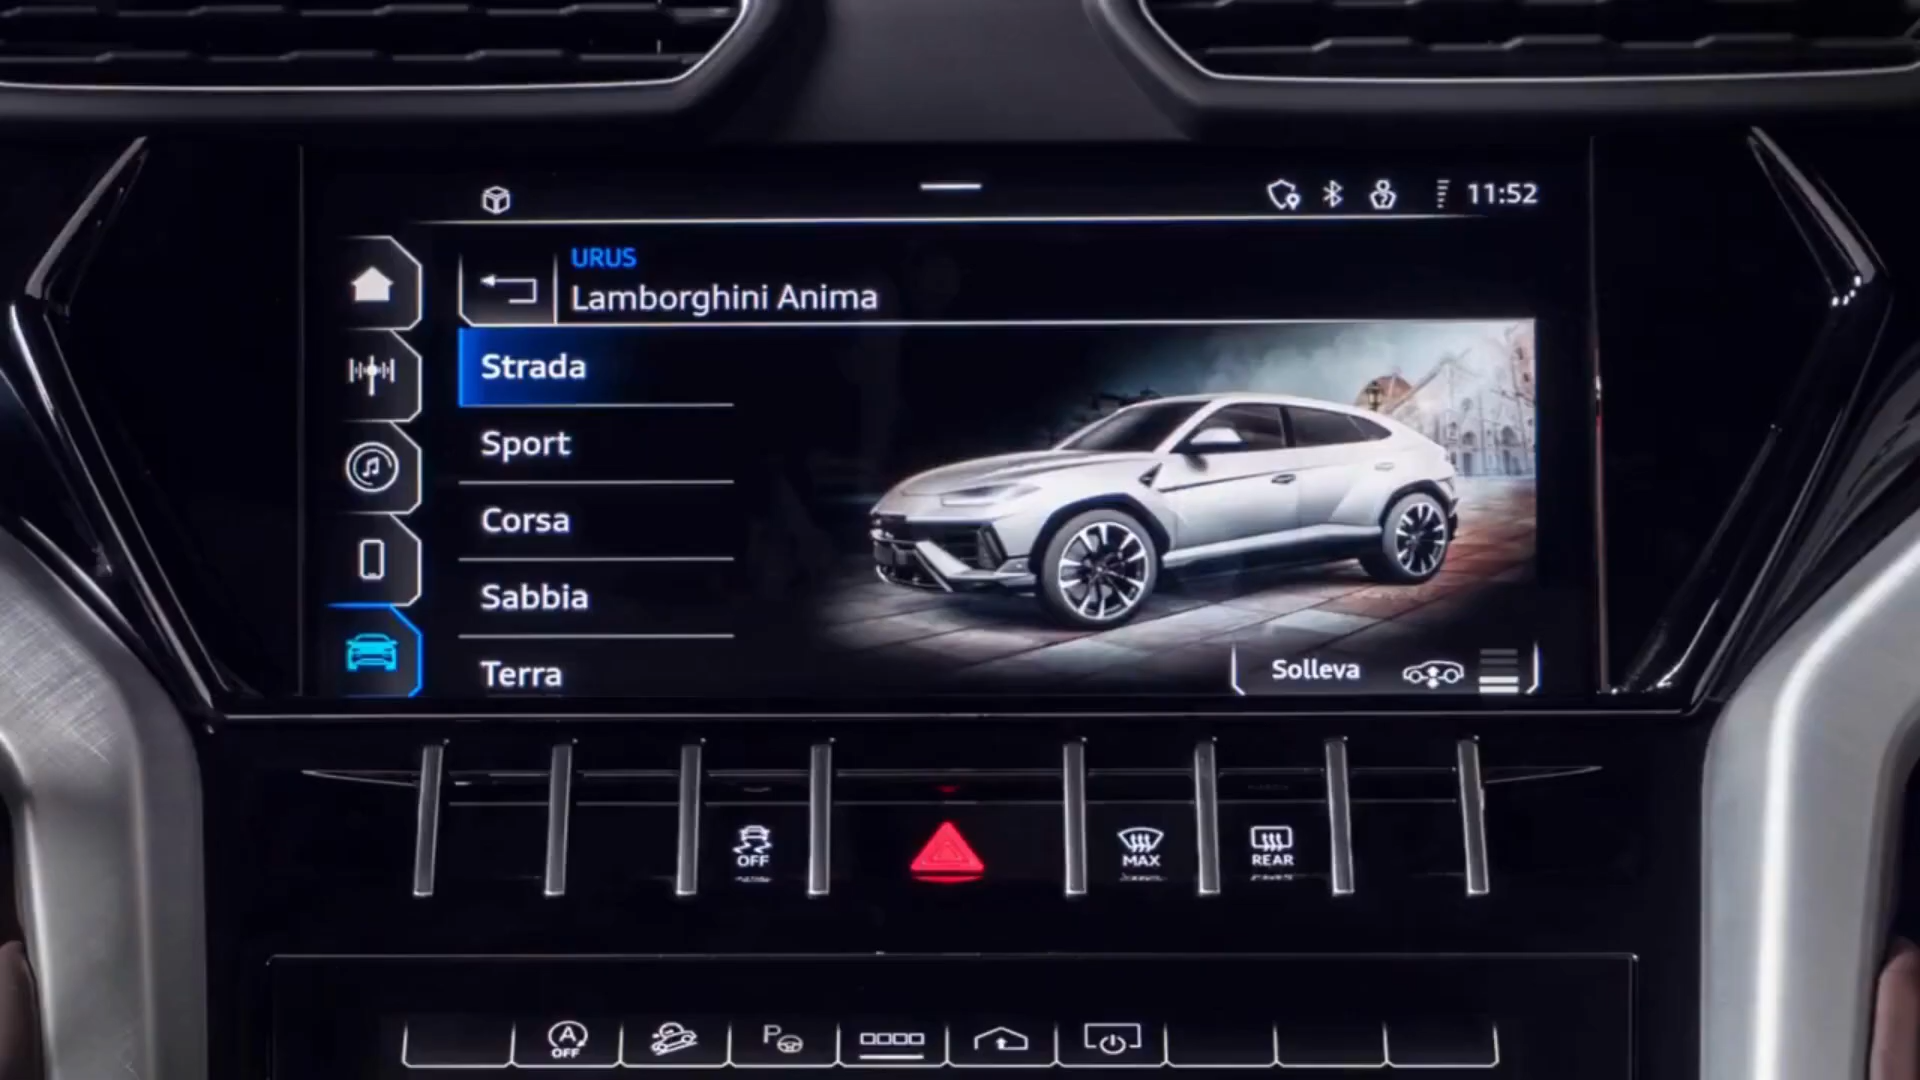 11:52
URUS
Lamborghini Anima
Strada
Sport
Corsa
Sabbia
Terra
Solleva
OFF
MAX
REAR
A
OFF
P